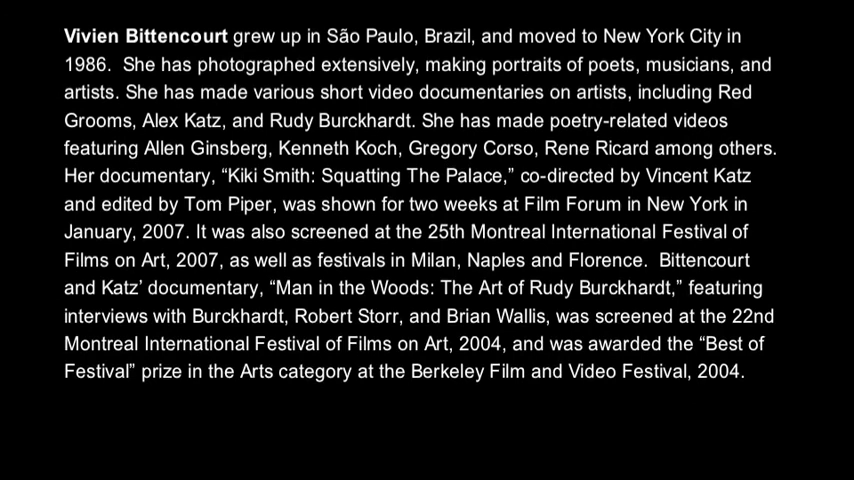 Vivien Bittencourt grew up in São Paulo, Brazil, and moved to New York City in
1986.  She has photographed extensively, making portraits of poets, musicians, and
artists. She has made various short video documentaries on artists, including Red
Grooms, Alex Katz, and Rudy Burckhardt. She has made poetry-related videos
featuring Allen Ginsberg, Kenneth Koch, Gregory Corso, Rene Ricard among others.
Her documentary, “Kiki Smith: Squatting The Palace,” co-directed by Vincent Katz
and edited by Tom Piper, was shown for two weeks at Film Forum in New York in
January, 2007. It was also screened at the 25th Montreal International Festival of
Films on Art, 2007, as well as festivals in Milan, Naples and Florence.  Bittencourt
and Katz’ documentary, “Man in the Woods: The Art of Rudy Burckhardt,” featuring
interviews with Burckhardt, Robert Storr, and Brian Wallis, was screened at the 22nd
Montreal International Festival of Films on Art, 2004, and was awarded the “Best of
Festival” prize in the Arts category at the Berkeley Film and Video Festival, 2004.